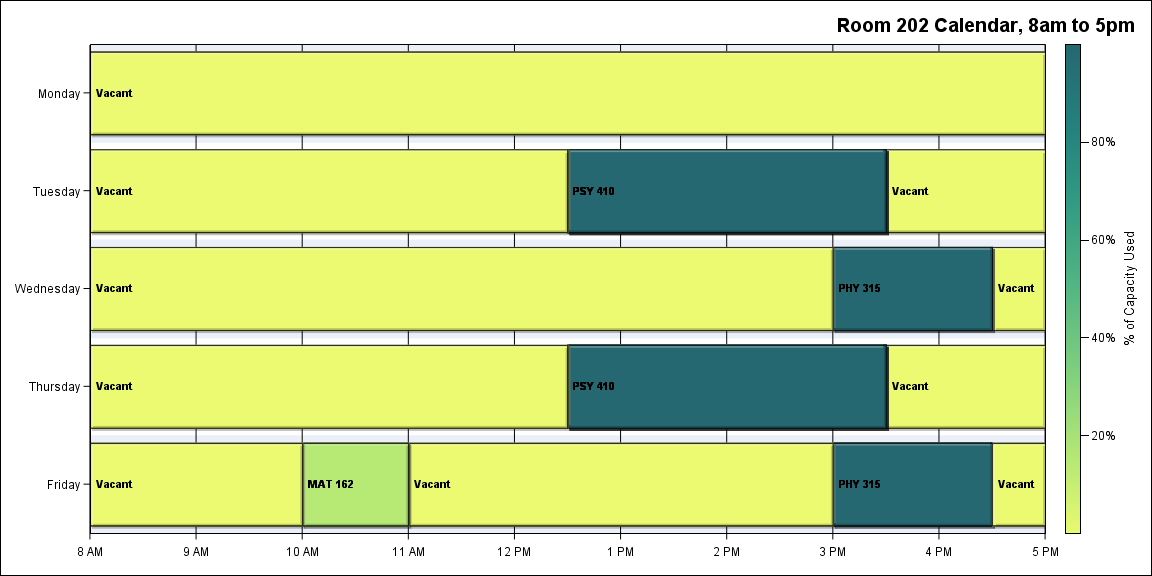 Room 202 Calendar, 8am to 5pm
Monday
Vacant
Tuesday
Vacant
PSY 410
Vacant
Wednesday
Vacant
PHY 315
Vacant
Thursday
Vacant
PSY 410
Vacant
Friday
Vacant
MAT 162
Vacant
PHY 315
Vacant
8 AM
9 AM
10 AM
11 AM
12 PM
1 PM
2 PM
3 PM
4 PM
5 PM
80%
60%
40%
20%
% of Capacity Used